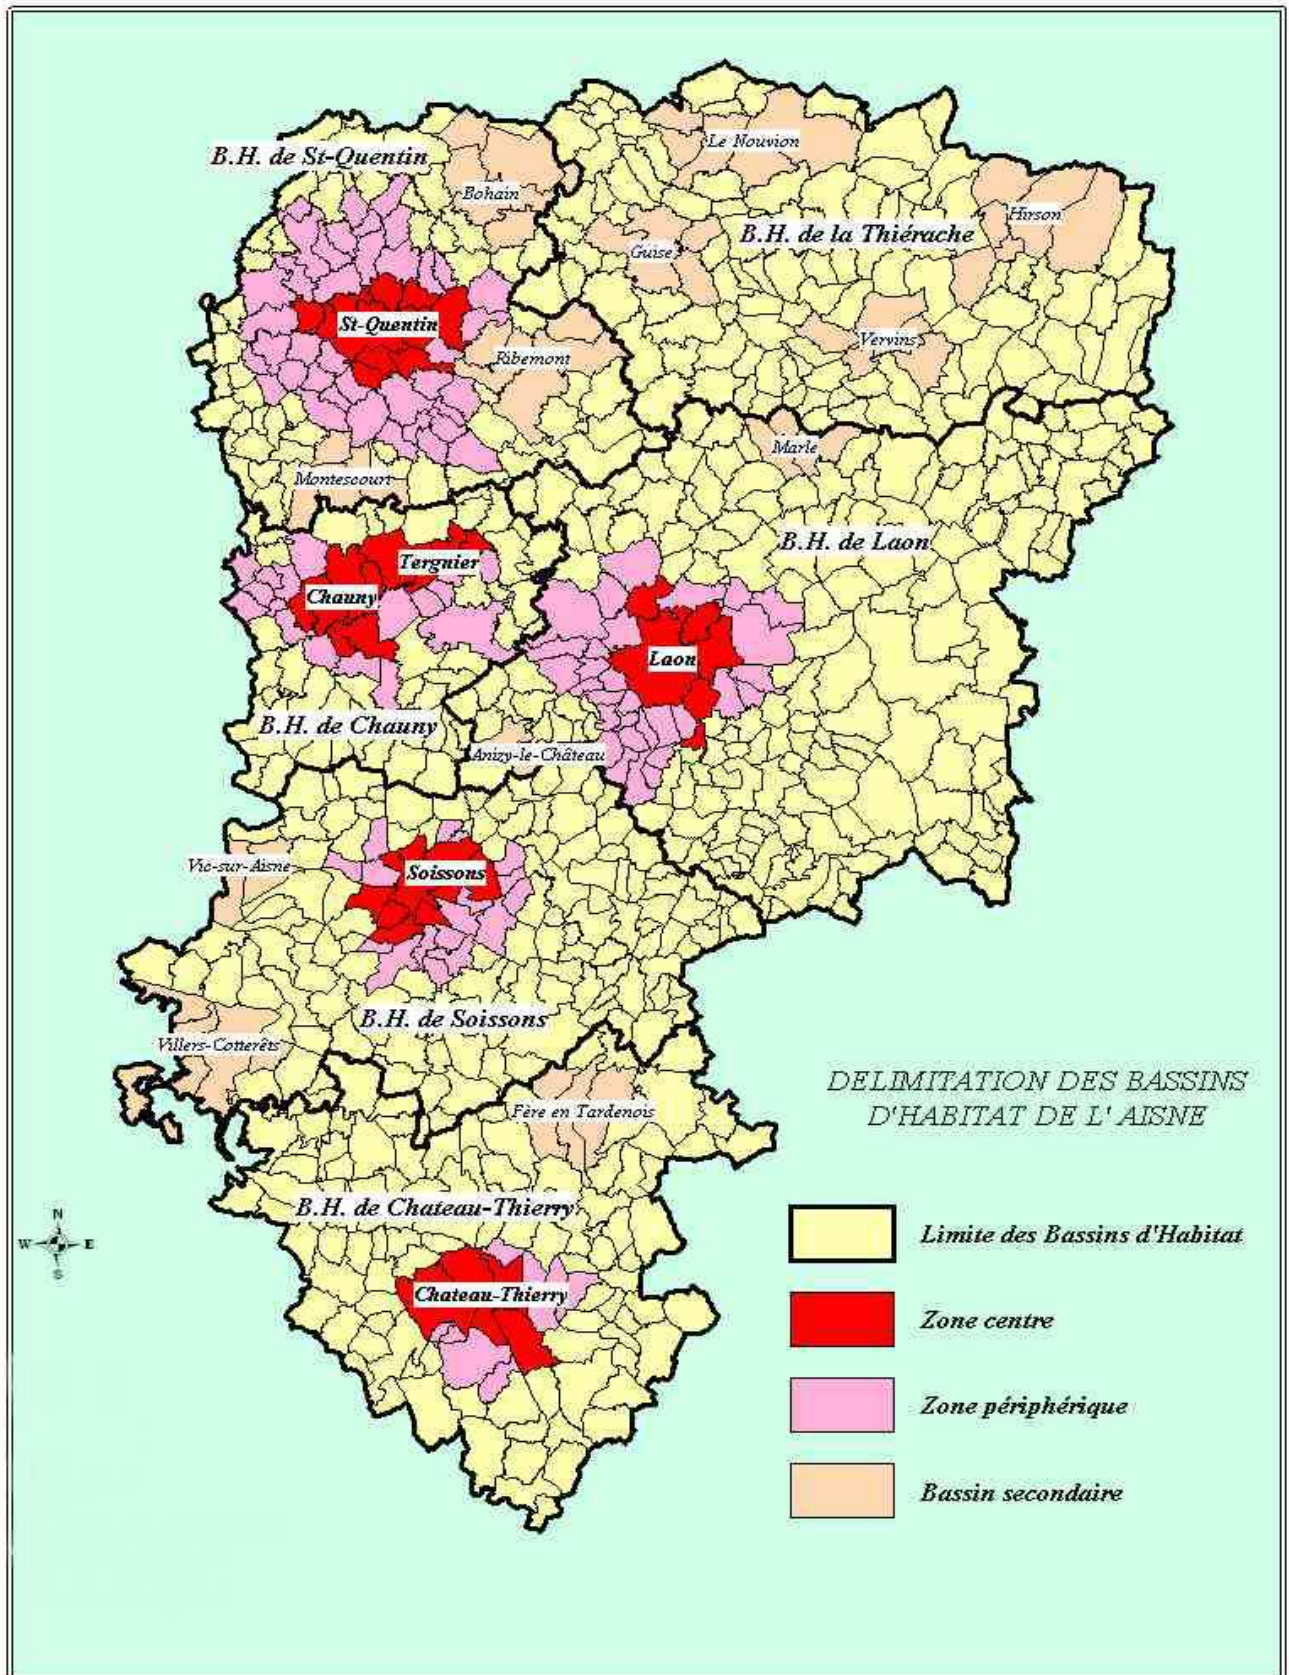 Le Nouvion
B.H. de St-Quentin
Bohain
Hirson
B.H. de la Thiérache
Guise
St-Quentin
Vervins
Ribemont
Marle
Montescourt
B.H. de Laon
Tergnier
Chauny
Laon
B.H. de Chauny
Anizy-le-Château
Vic-sur-Aisne
Soissons
B.H. de Soissons
Villers-Cotterêts
DELIMITATION DES BASSINS
D'HABITAT DE L' AISNE
Fère en Tardenois
B.H. de Chateau-Thierry
N
W E
S
Limite des Bassins d'Habitat
Chateau-Thierry
Zone centre
Zone périphérique
Bassin secondaire